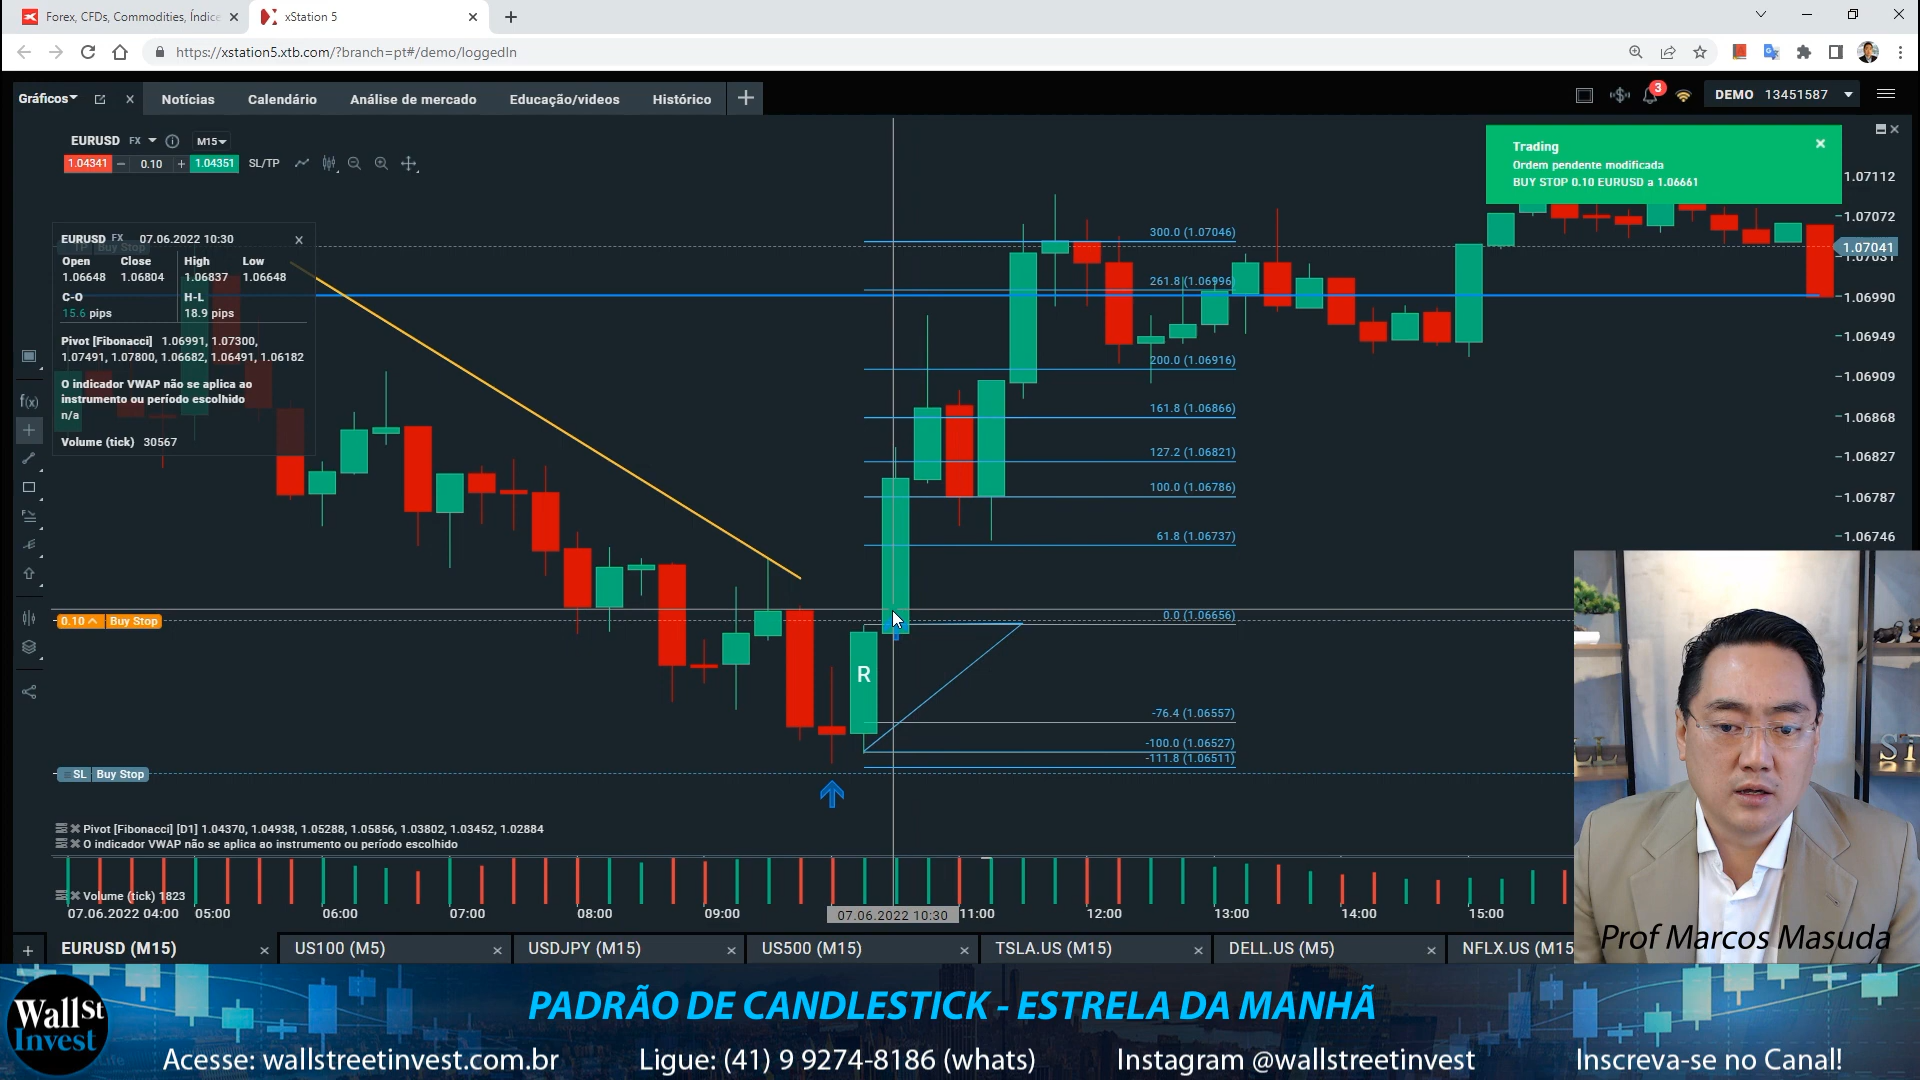 Forex, CFDs, Commodities, Índice
xStation 5
https://xstation5.xtb.com/?branch=pt#/demo/loggedIn
Gráficos
Notícias
Calendário
Análise de mercado
Educação/videos
Histórico
3
DEMO 13451587
EURUSD FX M15
1.04341 0.10 1.04351 SL/TP
Trading
Ordem pendente modificada
BUY STOP 0.10 EURUSD a 1.06661
EURUSD FX 07.06.2022 10:30
TP Buy Stop
Open Close High Low
1.06648 1.06804 1.06837 1.06648
C-O H-L
15.6 pips 18.9 pips
Pivot [Fibonacci] 1.06991, 1.07300,
1.07491, 1.07800, 1.06682, 1.06491, 1.06182
O indicador VWAP não se aplica ao
instrumento ou período escolhido
n/a
Volume (tick) 30567
f(x)
300.0 (1.07046)
261.8 (1.06996)
200.0 (1.06916)
161.8 (1.06866)
127.2 (1.06821)
100.0 (1.06786)
61.8 (1.06737)
0.0 (1.06656)
-76.4 (1.06557)
-100.0 (1.06527)
-111.8 (1.06511)
1.07112
1.07072
1.07041
1.07031
1.06990
1.06949
1.06909
1.06868
1.06827
1.06787
1.06746
0.10 Buy Stop
R
SL Buy Stop
Pivot [Fibonacci] [D1] 1.04370, 1.04938, 1.05288, 1.05856, 1.03802, 1.03452, 1.02884
O indicador VWAP não se aplica ao instrumento ou período escolhido
Volume (tick) 1823
07.06.2022 04:00 05:00 06:00 07:00 08:00 09:00 07.06.2022 10:30 11:00 12:00 13:00 14:00 15:00
EURUSD (M15) US100 (M5) USDJPY (M15) US500 (M15) TSLA.US (M15) DELL.US (M5) NFLX.US (M15
Prof Marcos Masuda
Wall St
Invest
PADRÃO DE CANDLESTICK - ESTRELA DA MANHÃ
Acesse: wallstreetinvest.com.br Ligue: (41) 9 9274-8186 (whats) Instagram @wallstreetinvest Inscreva-se no Canal!